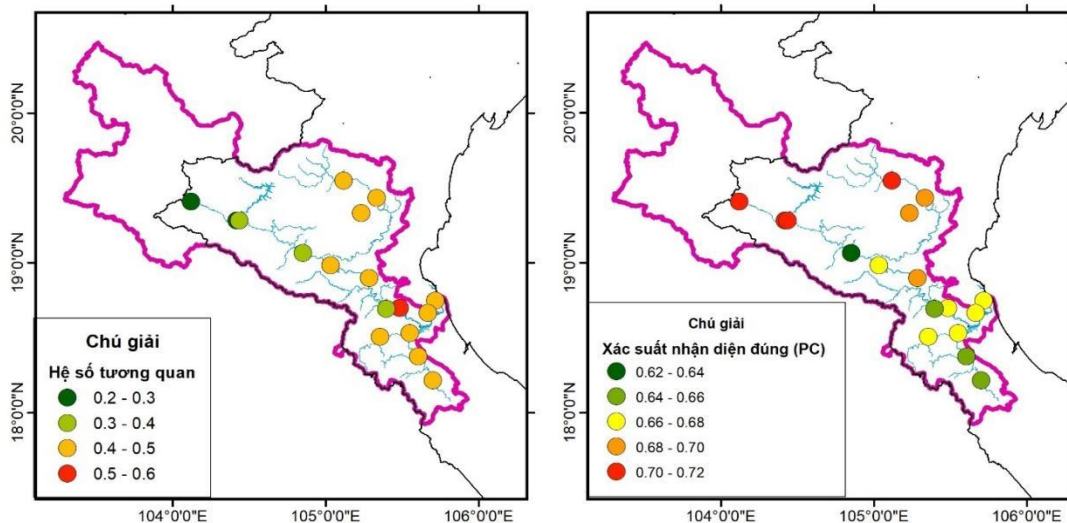 20°0'0"N
19°0'0"N
18°0'0"N
Chú giải
Hệ số tương quan
0.2 - 0.3
0.3 - 0.4
0.4 - 0.5
0.5 - 0.6
104°0'0"E
105°0'0"E
106°0'0"E
20°0'0"N
19°0'0"N
18°0'0"N
Chú giải
Xác suất nhận diện đúng (PC)
0.62 - 0.64
0.64 - 0.66
0.66 - 0.68
0.68 - 0.70
0.70 - 0.72
104°0'0"E
105°0'0"E
106°0'0"E